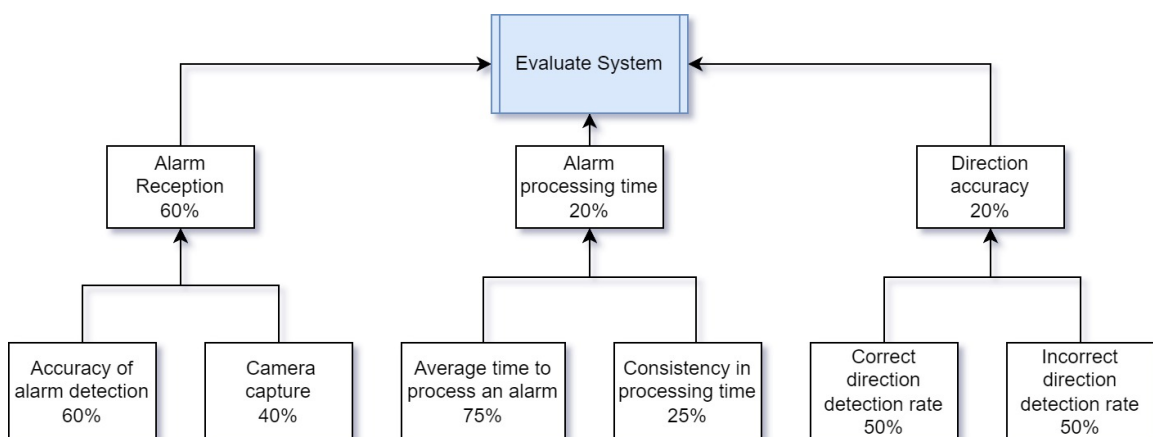 Evaluate System
Alarm
Reception
60%
Alarm
processing time
20%
Direction
accuracy
20%
Accuracy of
alarm detection
60%
Camera
capture
40%
Average time to
process an alarm
75%
Consistency in
processing time
25%
Correct
direction
detection rate
50%
Incorrect
direction
detection rate
50%